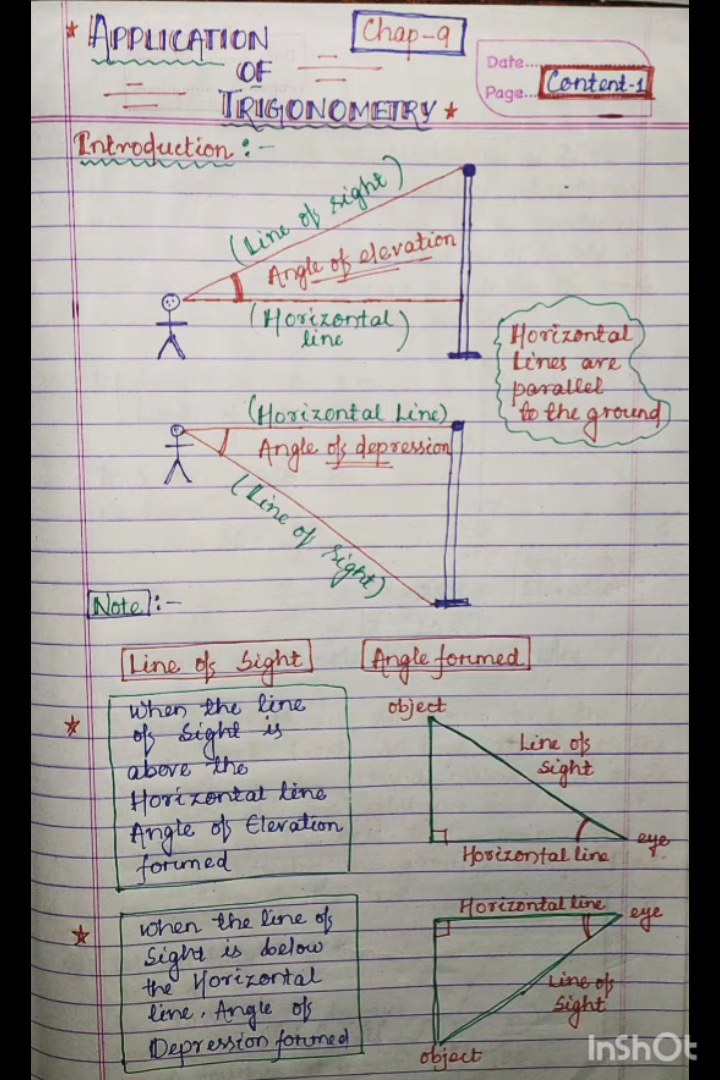 ★ APPLICATION
OF
TRIGONOMETRY ★
Chap-9
Date....
Page....
Content-1
Introduction :-
(Line of sight)
Angle of elevation
(Horizontal
line)
Horizontal
Lines are
parallel
to the ground
(Horizontal Line)
Angle of depression
(Line of sight)
Note :-
Line of Sight
Angle formed
★ when the line
of sight is
above the
Horizontal line
Angle of Elevation
formed
object
Line of
sight
eye
Horizontal line
★ when the line of
sight is below
the Horizontal
line. Angle of
Depression formed
Horizontal line
eye
Line of
sight
object
InShOt